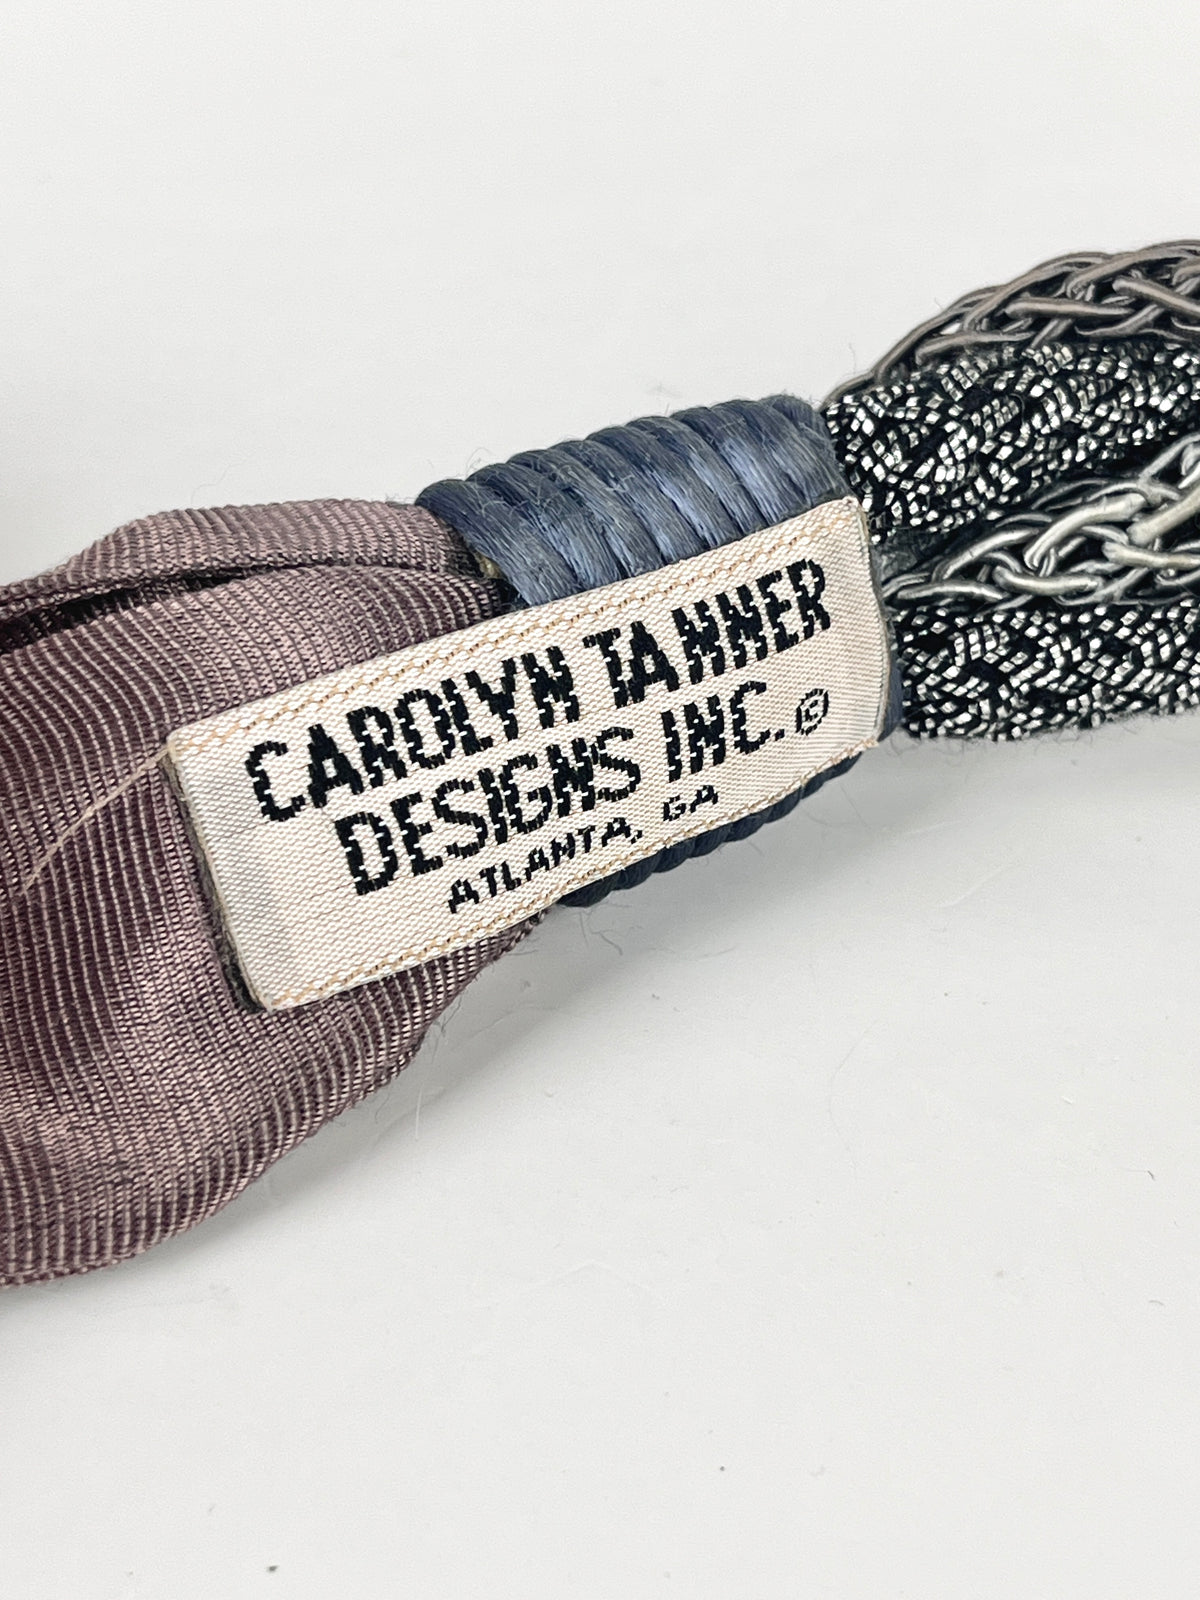 CAROLYN TANNER
DESIGNS INC.©
ATLANTA, GA